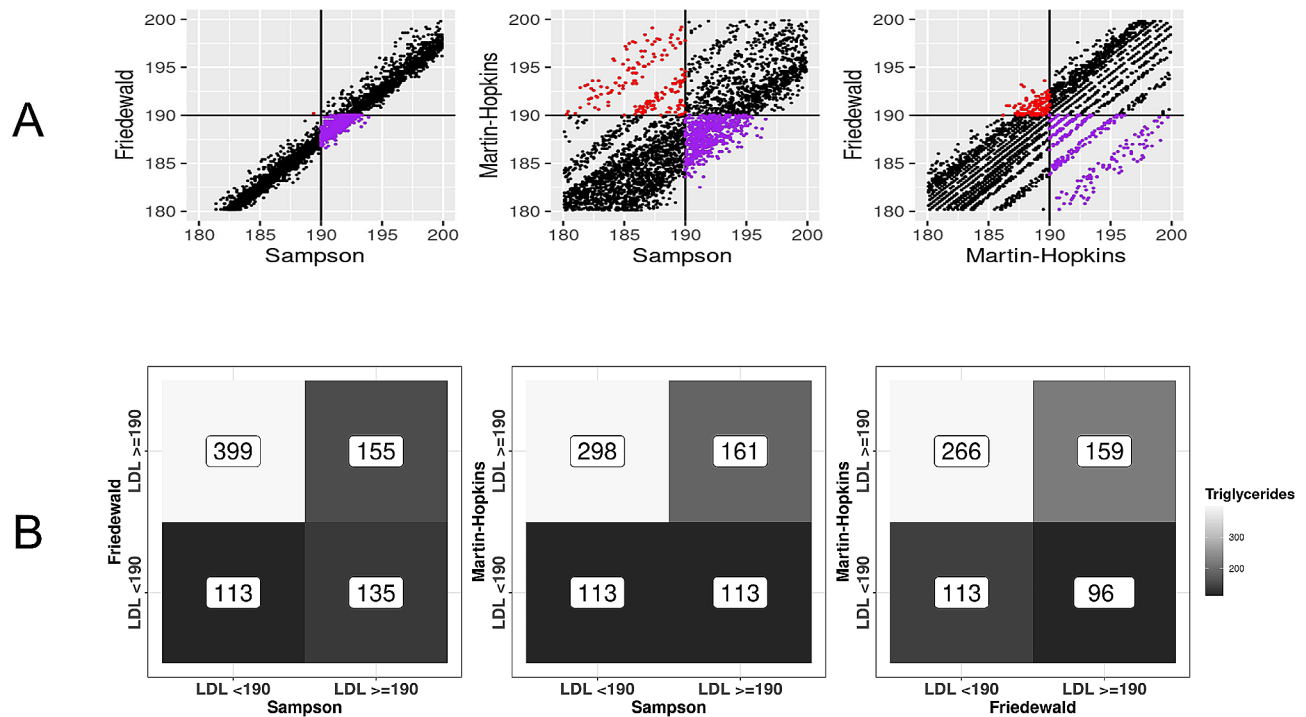 A
200
195
190
185
180
Friedewald
180 185 190 195 200
Sampson
200
195
190
185
180
Martin-Hopkins
180 185 190 195 200
Sampson
200
195
190
185
180
Friedewald
180 185 190 195 200
Martin-Hopkins
B
Friedewald
LDL >=190
LDL <190
399 155
113 135
LDL <190 LDL >=190
Sampson
Martin-Hopkins
LDL >=190
LDL <190
298 161
113 113
LDL <190 LDL >=190
Sampson
Martin-Hopkins
LDL >=190
LDL <190
266 159
113 96
LDL <190 LDL >=190
Friedewald
Triglycerides
300
200